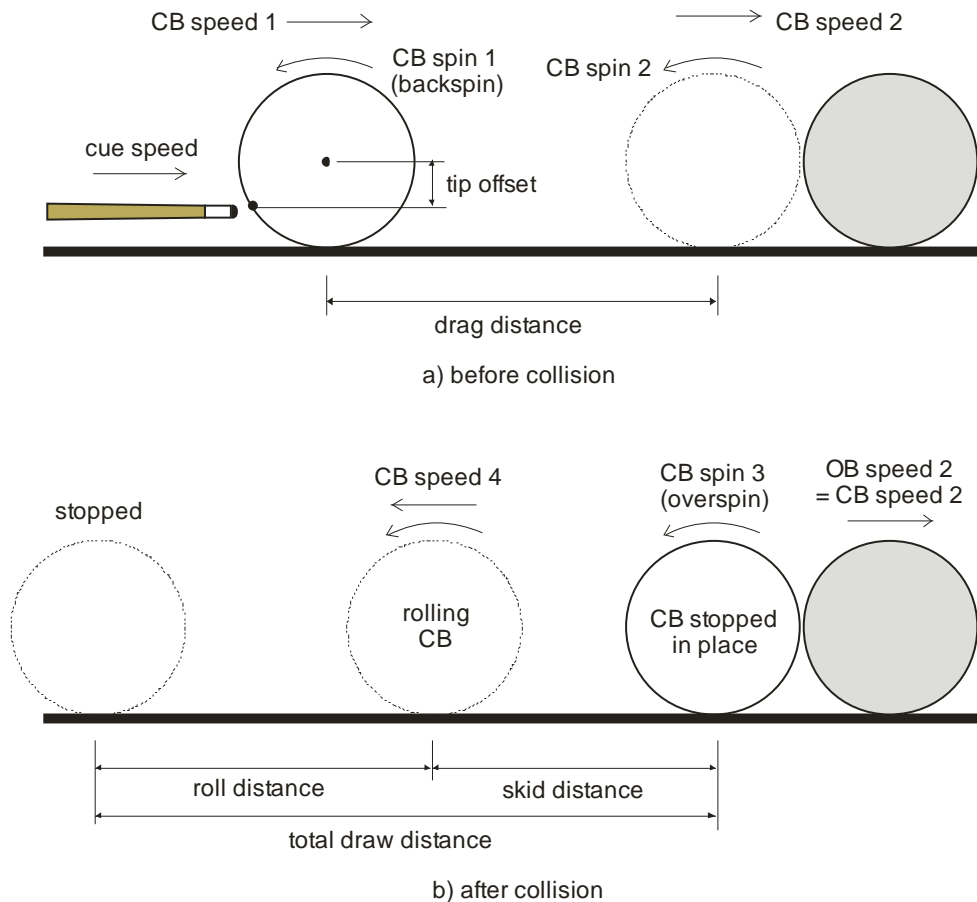 CB speed 1
CB speed 2
CB spin 1
(backspin)
CB spin 2
cue speed
tip offset
drag distance
a) before collision
stopped
CB speed 4
CB spin 3
(overspin)
OB speed 2
= CB speed 2
rolling
CB
CB stopped
in place
roll distance
skid distance
total draw distance
b) after collision